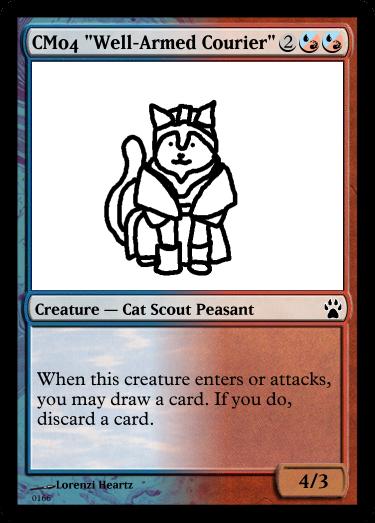 CM04 "Well-Armed Courier" 2
Creature — Cat Scout Peasant
When this creature enters or attacks,
you may draw a card. If you do,
discard a card.
4/3
Lorenzi Heartz
0166